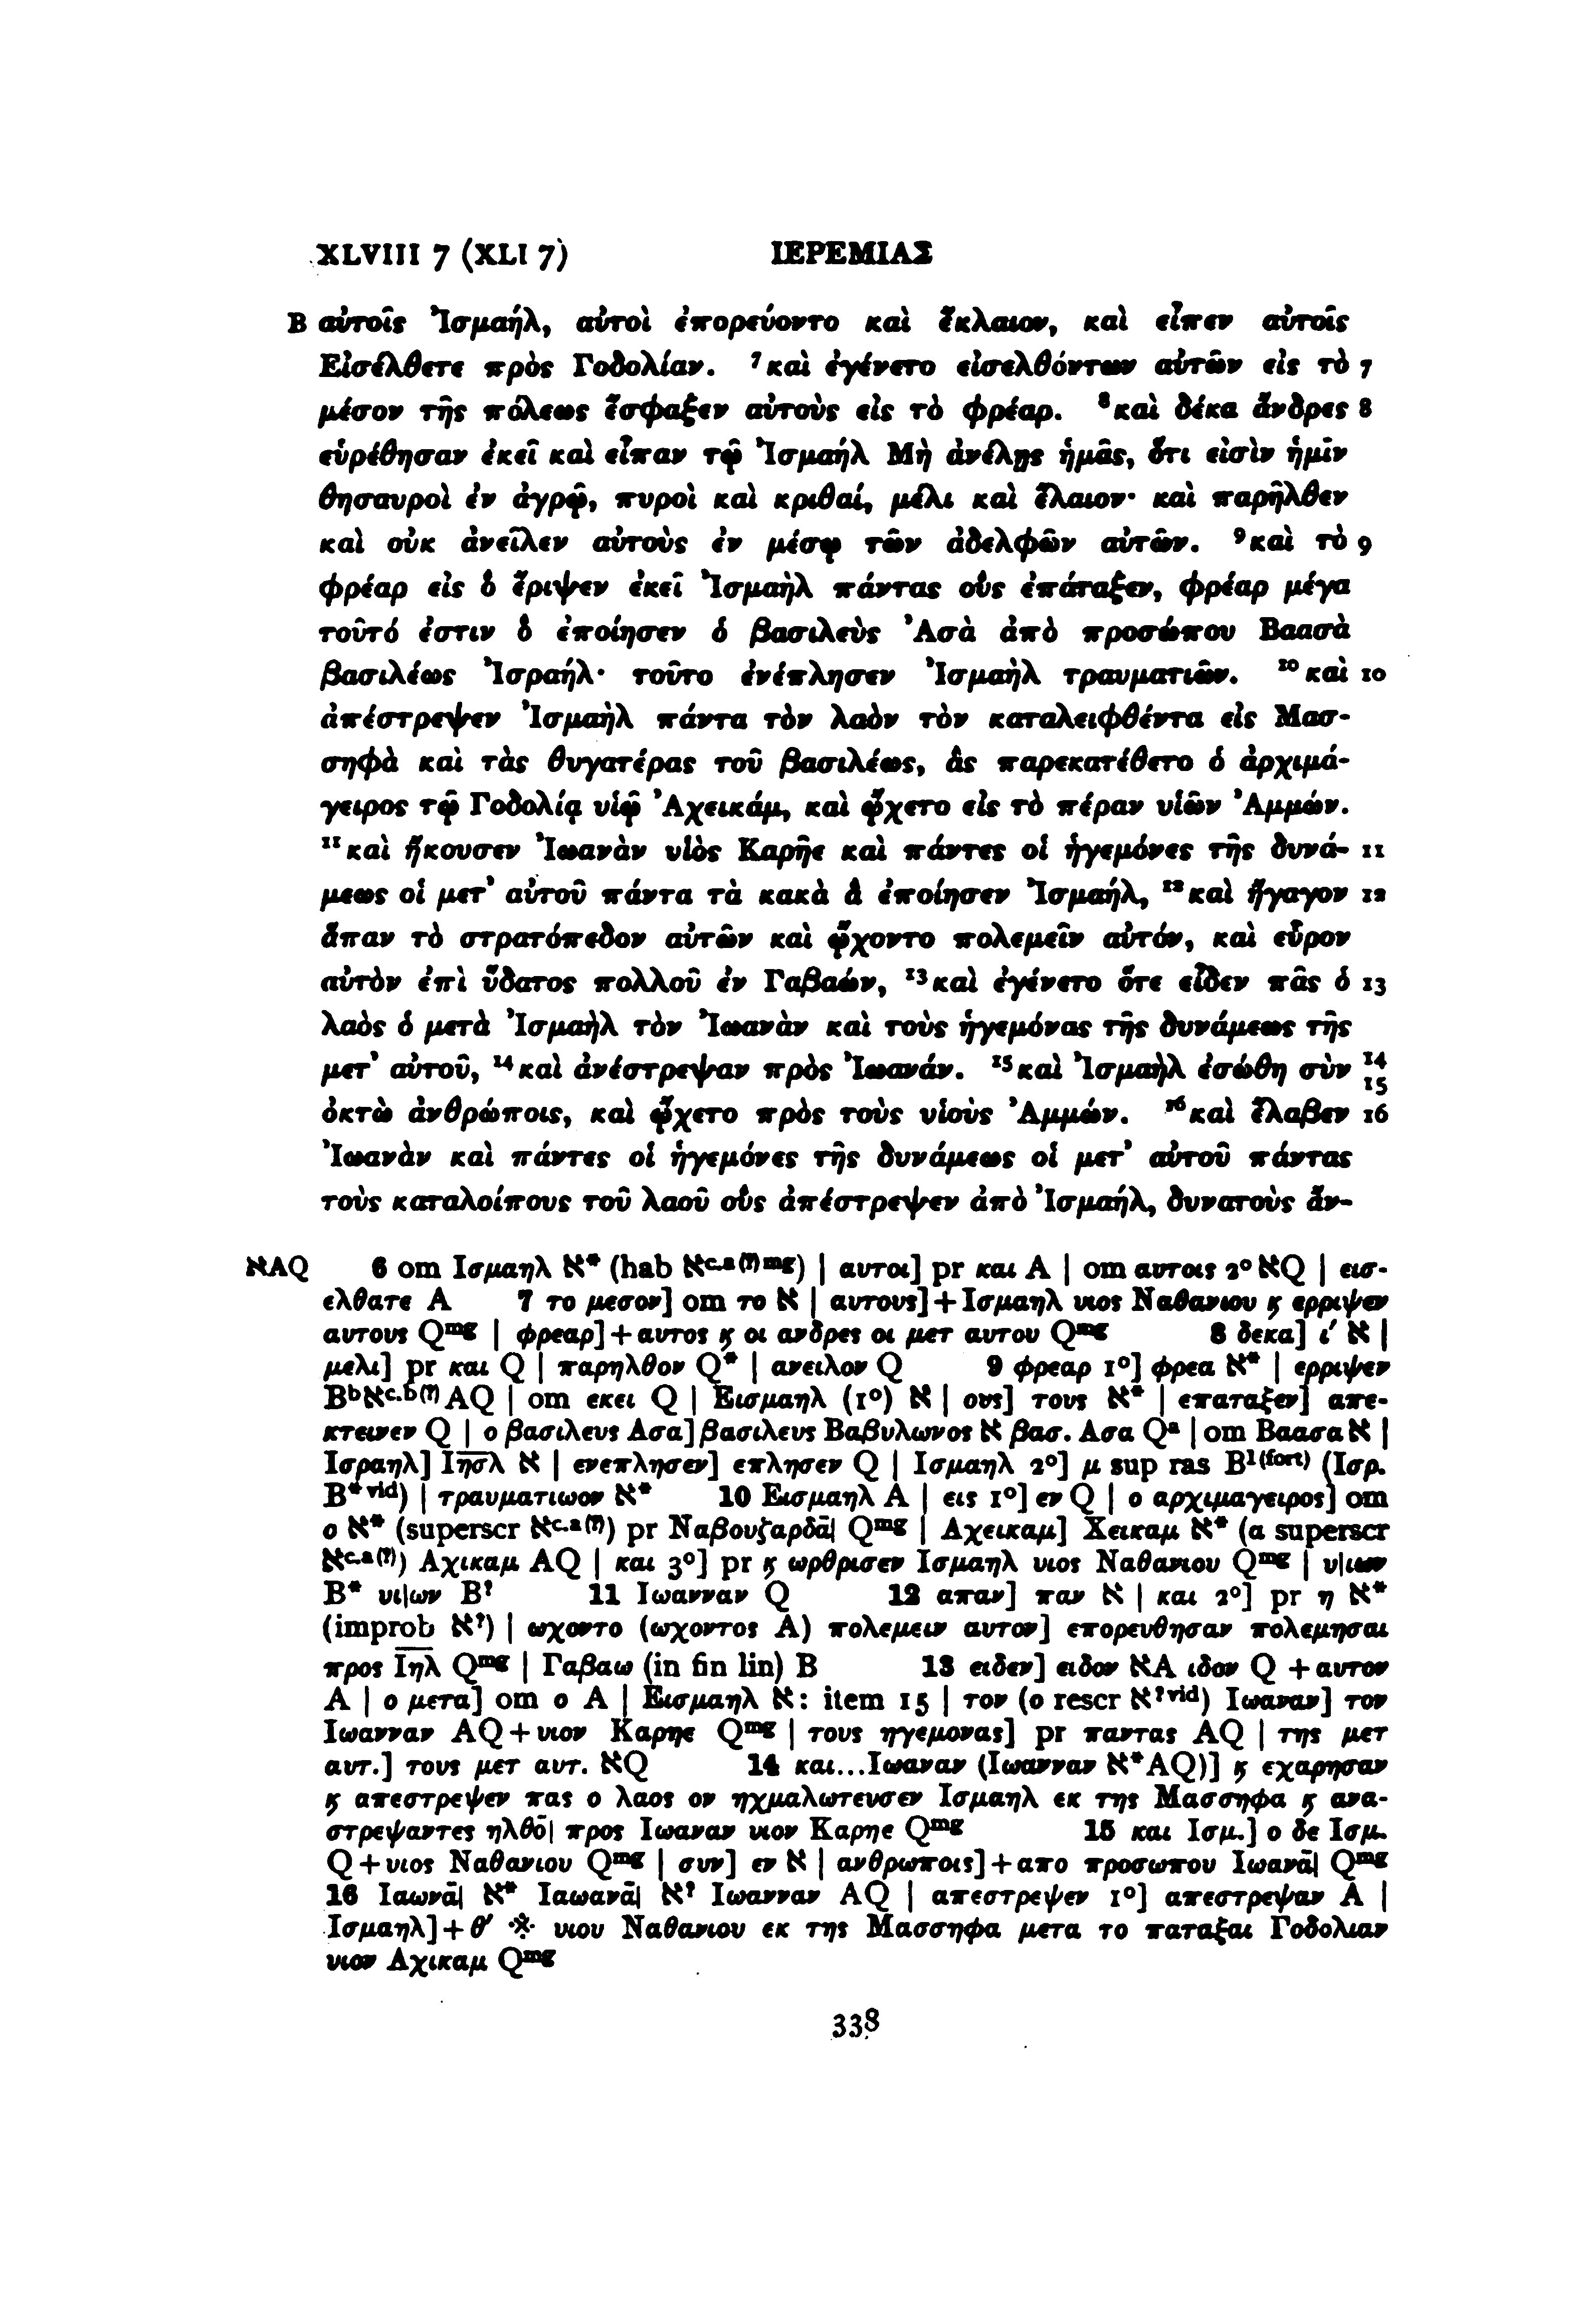 XLVIII 7 (XLI 7) ΙΕΡΕΜΙΑΣ
B αὐτοῖς Ἰσμαήλ, αὐτοὶ ἐπορεύοντο καὶ ἔκλαιον, καὶ εἶπεν αὐτοῖς
Εἰσέλθετε πρὸς Γοδολίαν. ⁷καὶ ἐγένετο εἰσελθόντων αὐτῶν εἰς τὸ 7
μέσον τῆς πόλεως ἔσφαξεν αὐτοὺς εἰς τὸ φρέαρ. ⁸καὶ δέκα ἄνδρες 8
εὑρέθησαν ἐκεῖ καὶ εἶπαν τῷ Ἰσμαήλ Μὴ ἀνέλῃς ἡμᾶς, ὅτι εἰσὶν ἡμῖν
θησαυροὶ ἐν ἀγρῷ, πυροὶ καὶ κριθαί, μέλι καὶ ἔλαιον· καὶ παρῆλθεν
καὶ οὐκ ἀνεῖλεν αὐτοὺς ἐν μέσῳ τῶν ἀδελφῶν αὐτῶν. ⁹καὶ τὸ 9
φρέαρ εἰς ὃ ἔριψεν ἐκεῖ Ἰσμαὴλ πάντας οὓς ἐπάταξεν, φρέαρ μέγα
τοῦτό ἐστιν ὃ ἐποίησεν ὁ βασιλεὺς Ἀσὰ ἀπὸ προσώπου Βαασὰ
βασιλέως Ἰσραήλ· τοῦτο ἐνέπλησεν Ἰσμαὴλ τραυματιῶν. ¹⁰καὶ 10
ἀπέστρεψεν Ἰσμαὴλ πάντα τὸν λαὸν τὸν καταλειφθέντα εἰς Μασ-
σηφὰ καὶ τὰς θυγατέρας τοῦ βασιλέως, ἃς παρεκατέθετο ὁ ἀρχιμά-
γειρος τῷ Γοδολίᾳ υἱῷ Ἀχεικάμ, καὶ ᾤχετο εἰς τὸ πέραν υἱῶν Ἀμμών.
¹¹καὶ ἤκουσεν Ἰωανὰν υἱὸς Καρῆε καὶ πάντες οἱ ἡγεμόνες τῆς δυνά- 11
μεως οἱ μετ᾽ αὐτοῦ πάντα τὰ κακὰ ἃ ἐποίησεν Ἰσμαήλ, ¹²καὶ ἤγαγον 12
ἅπαν τὸ στρατόπεδον αὐτῶν καὶ ᾤχοντο πολεμεῖν αὐτόν, καὶ εὗρον
αὐτὸν ἐπὶ ὕδατος πολλοῦ ἐν Γαβαών, ¹³καὶ ἐγένετο ὅτε εἶδεν πᾶς ὁ 13
λαὸς ὁ μετὰ Ἰσμαὴλ τὸν Ἰωανὰν καὶ τοὺς ἡγεμόνας τῆς δυνάμεως τῆς
μετ᾽ αὐτοῦ, ¹⁴καὶ ἀνέστρεψαν πρὸς Ἰωανάν. ¹⁵καὶ Ἰσμαὴλ ἐσώθη σὺν 14 15
ὀκτὼ ἀνθρώποις, καὶ ᾤχετο πρὸς τοὺς υἱοὺς Ἀμμών. ¹⁶καὶ ἔλαβεν 16
Ἰωανὰν καὶ πάντες οἱ ἡγεμόνες τῆς δυνάμεως οἱ μετ᾽ αὐτοῦ πάντας
τοὺς καταλοίπους τοῦ λαοῦ οὓς ἀπέστρεψεν ἀπὸ Ἰσμαήλ, δυνατοὺς ἄν-
אAQ 6 om Ισμαηλ א* (hab א^c.a (?) mg) | αυτοι] pr και A | om αυτοις 2° אQ | εισ-
ελθατε A 7 το μεσον] om το א | αυτους]+Ισμαηλ υιος Ναθανιου ϗ ερριψεν
αυτους Q^mg | φρεαρ]+αυτος ϗ οι ανδρες οι μετ αυτου Q^mg 8 δεκα] ι′ א |
μελι] pr και Q | παρηλθον Q* | ανειλον Q 9 φρεαρ 1°] φρεα א* | ερριψεν
B^b א^c.b (?) AQ | om εκει Q | Εισμαηλ (1°) א | ους] τους א* | επαταξεν] απε-
κτεινεν Q | ο βασιλευς Ασα] βασιλευς Βαβυλωνος א βασ. Ασα Q^a | om Βαασα א |
Ισραηλ] Ιησ̅λ̅ א | ενεπλησεν] επλησεν Q | Ισμαηλ 2°] μ sup ras B^1 (fort) (Ισρ.
B* vid) | τραυματιωον א* 10 Εισμαηλ A | εις 1°] εν Q | ο αρχιμαγειρος] om
ο א* (superscr א^c.a (?)) pr Ναβουζαρδα̅| Q^mg | Αχεικαμ] Χεικαμ א* (α superscr
א^c.a (?)) Αχικαμ AQ | και 3°] pr ϗ ωρθρισεν Ισμαηλ υιος Ναθανιου Q^mg | υ|ιων
B* υι|ων B^? 11 Ιωανναν Q 12 απαν] παν א | και 2°] pr η א*
(improb א^?) | ωχοντο (ωχοντος A) πολεμειν αυτον] επορευθησαν πολεμησαι
προς Ι̅η̅λ̅ Q^mg | Γαβαω (in fin lin) B 13 ειδεν] ειδον אA ιδον Q +αυτον
A | ο μετα] om ο A | Εισμαηλ א: item 15 | τον (ο rescr א^? vid) Ιωαναν] τον
Ιωανναν AQ+υιον Καρηε Q^mg | τους ηγεμονας] pr παντας AQ | της μετ
αυτ.] τους μετ αυτ. אQ 14 και...Ιωαναν (Ιωανναν א*AQ)] ϗ εχαρησαν
ϗ απεστρεψεν πας ο λαος ον ηχμαλωτευσεν Ισμαηλ εκ της Μασσηφα ϗ ανα-
στρεψαντες ηλθο̅| προς Ιωαναν υιον Καρηε Q^mg 15 και Ισμ.] ο δε Ισμ.
Q+υιος Ναθανιου Q^mg | συν] εν א | ανθρωποις]+απο προσωπου Ιωανα̅| Q^mg
16 Ιαωνα̅| א* Ιαωανα̅| א^? Ιωανναν AQ | απεστρεψεν 1°] απεστρεψαν A |
Ισμαηλ]+θ′ ※ υιου Ναθανιου εκ της Μασσηφα μετα το παταξαι Γοδολιαν
υιον Αχικαμ Q^mg
338